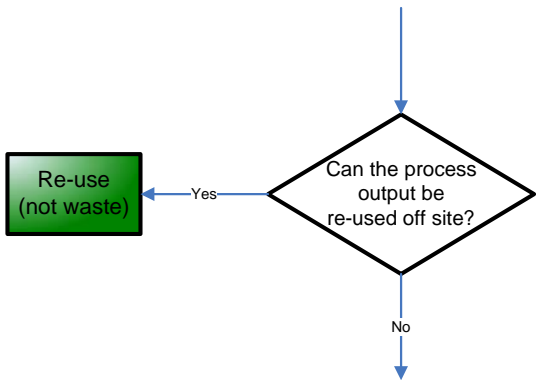 Can the process
output be
re-used off site?
Yes
Re-use
(not waste)
No